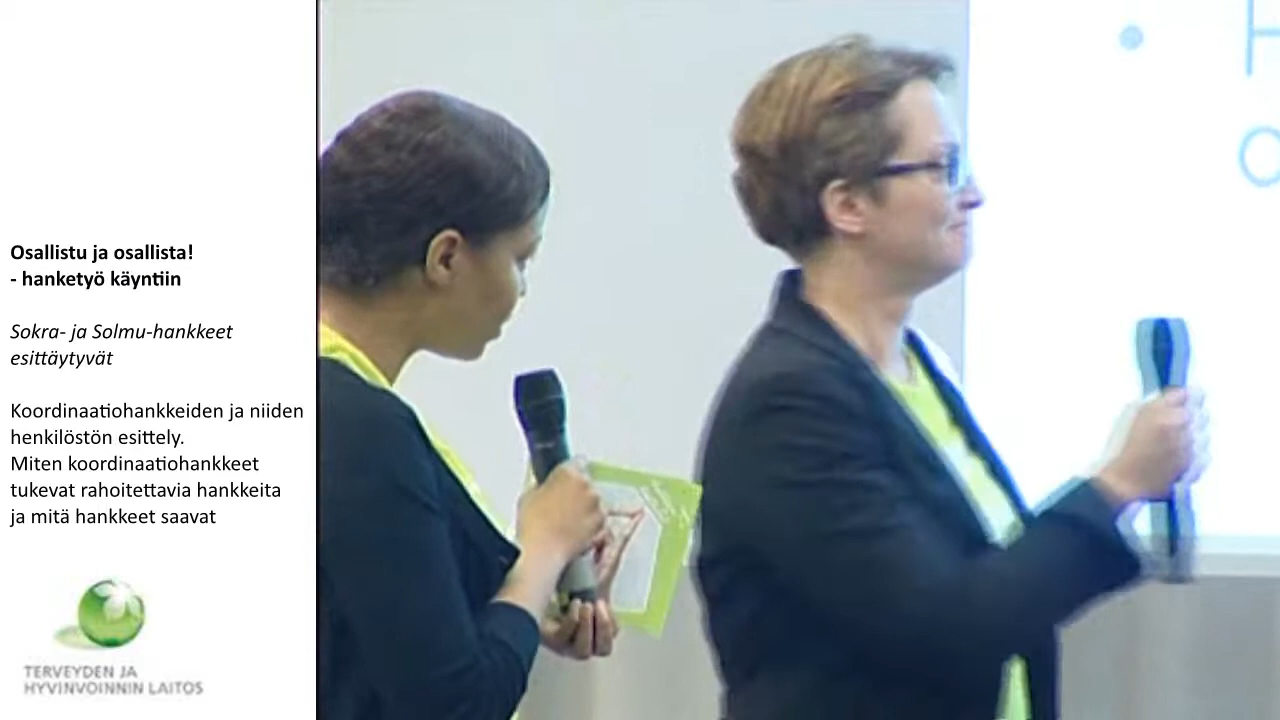 Osallistu ja osallista!
- hanketyö käyntiin
Sokra- ja Solmu-hankkeet
esittäytyvät
Koordinaatiohankkeiden ja niiden
henkilöstön esittely.
Miten koordinaatiohankkeet
tukevat rahoitettavia hankkeita
ja mitä hankkeet saavat
TERVEYDEN JA
HYVINVOINNIN LAITOS